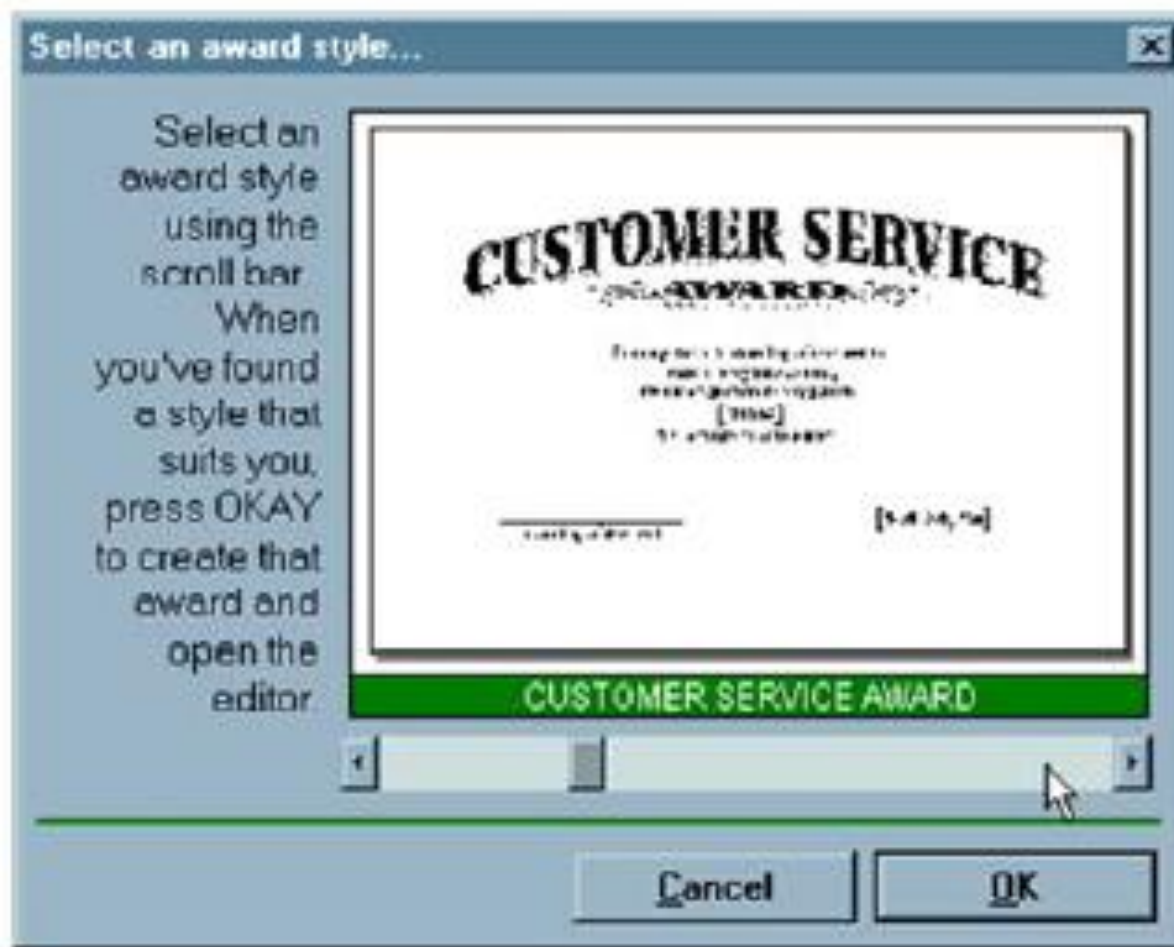 Select an award style...
Select an
award style
using the
scroll bar.
When
you've found
a style that
suits you,
press OKAY
to create that
award and
open the
editor.
CUSTOMER SERVICE
AWARD
CUSTOMER SERVICE AWARD
Cancel
OK